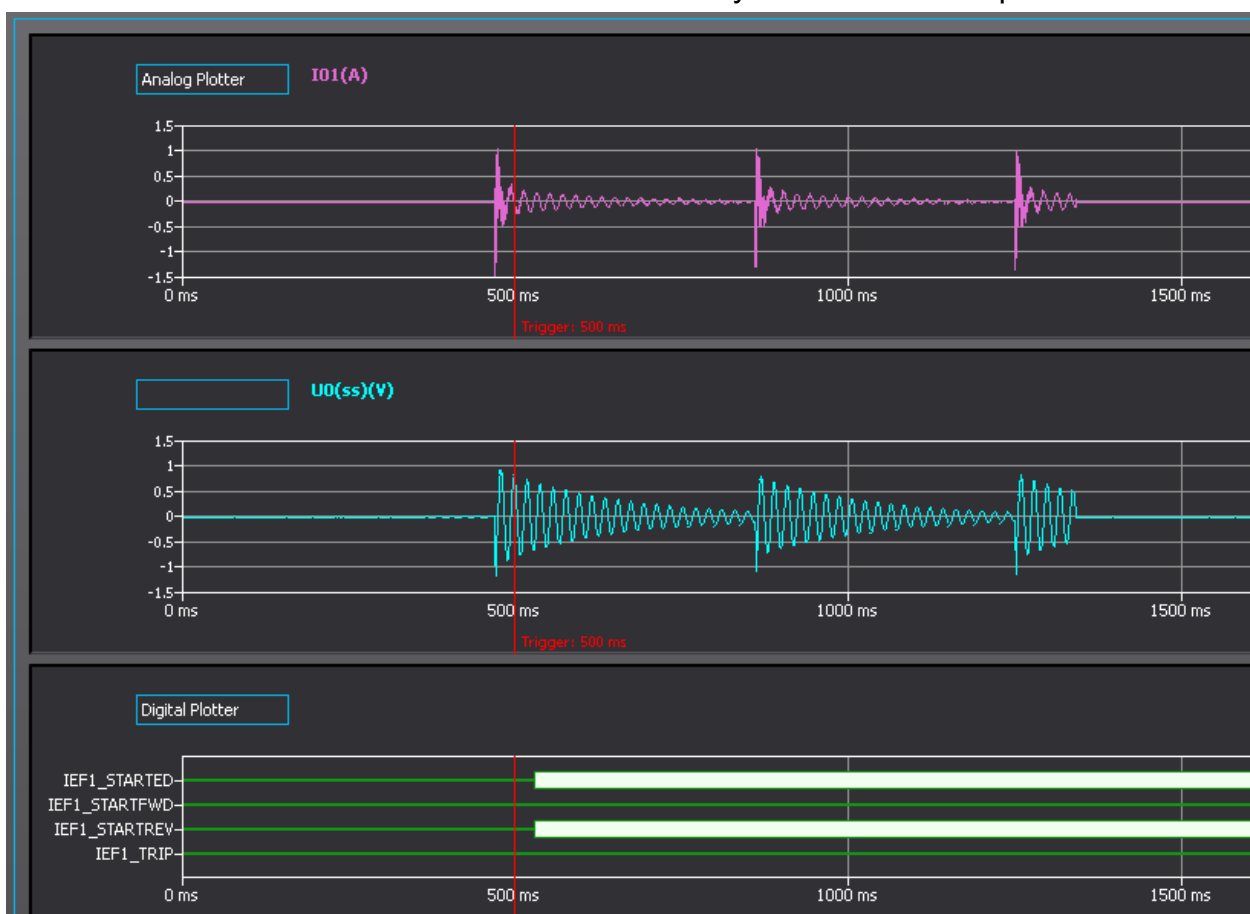 Analog Plotter
I01(A)
1.5
1
0.5
0
-0.5
-1
-1.5
0 ms
500 ms
1000 ms
1500 ms
Trigger: 500 ms
U0(ss)(V)
1.5
1
0.5
0
-0.5
-1
-1.5
0 ms
500 ms
1000 ms
1500 ms
Trigger: 500 ms
Digital Plotter
IEF1_STARTED
IEF1_STARTFWD
IEF1_STARTREV
IEF1_TRIP
0 ms
500 ms
1000 ms
1500 ms